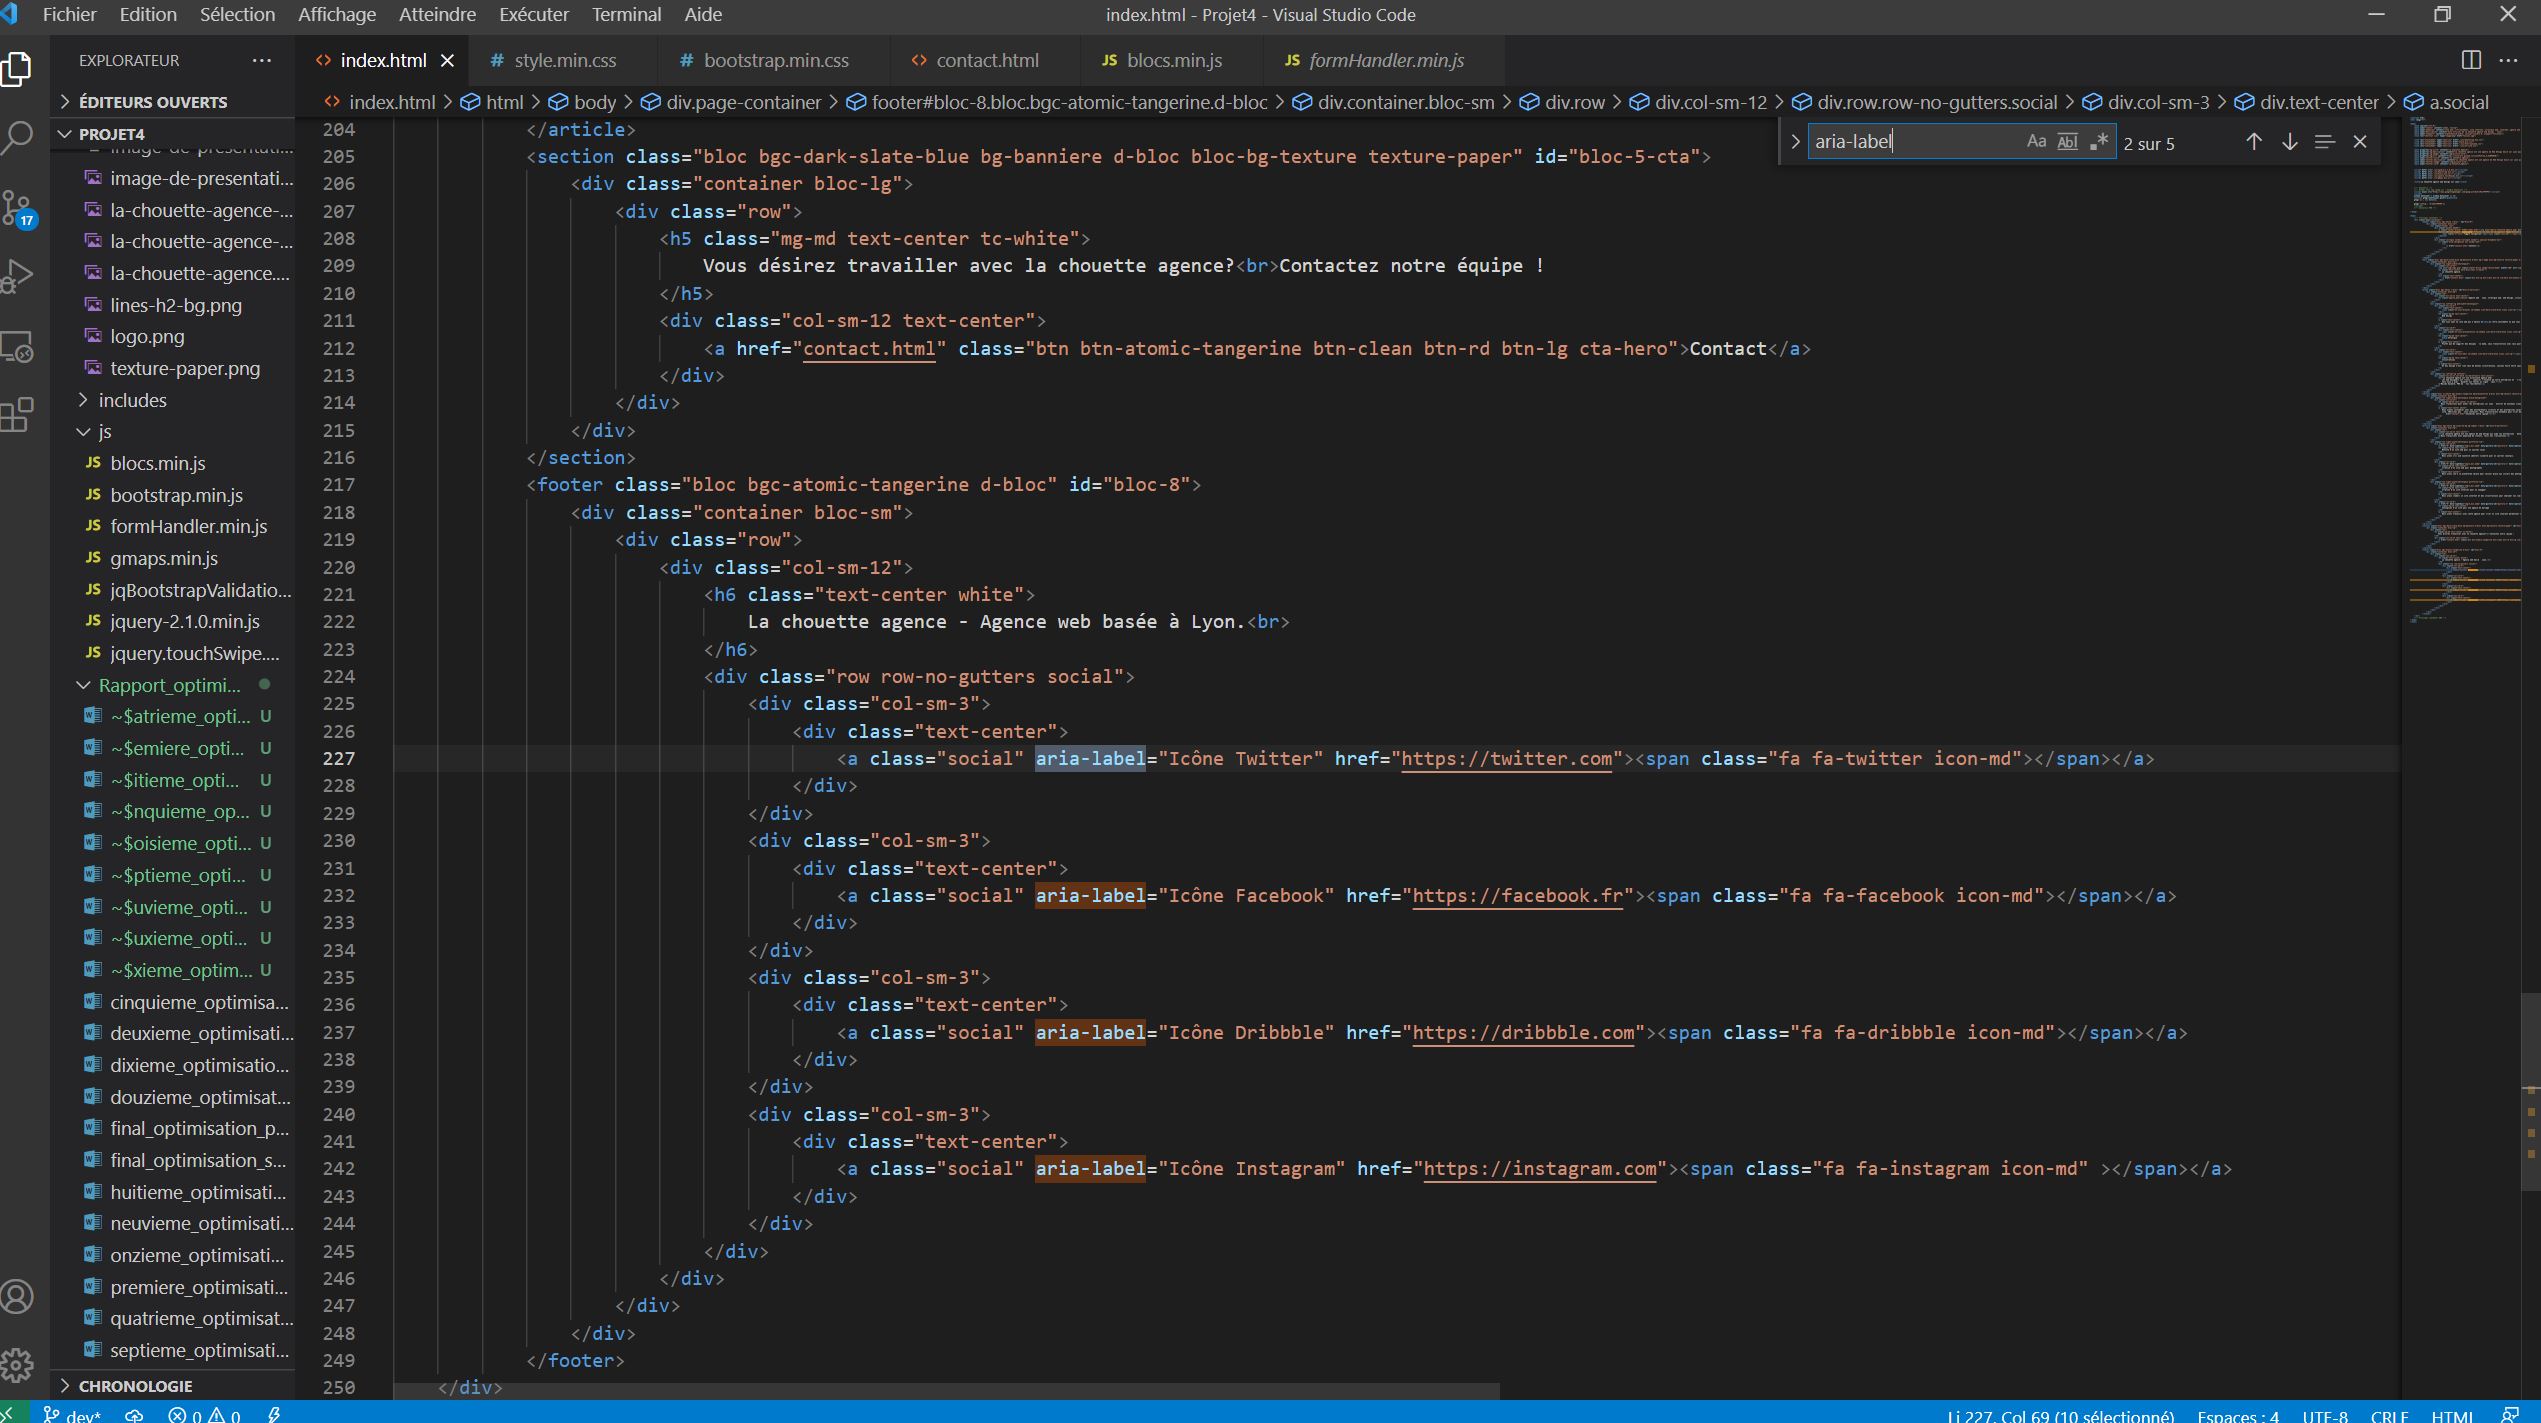 Fichier Edition Sélection Affichage Atteindre Exécuter Terminal Aide
index.html - Projet4 - Visual Studio Code
EXPLORATEUR ···
index.html
# style.min.css
# bootstrap.min.css
<> contact.html
JS blocs.min.js
JS formHandler.min.js
ÉDITEURS OUVERTS
index.html > html > body > div.page-container > footer#bloc-8.bloc.bgc-atomic-tangerine.d-bloc > div.container.bloc-sm > div.row > div.col-sm-12 > div.row.row-no-gutters.social > div.col-sm-3 > div.text-center > a.social
PROJET4
aria-label
Aa Abl .*
2 sur 5
image-de-presentati...
image-de-presentati...
la-chouette-agence-...
la-chouette-agence-...
la-chouette-agence....
lines-h2-bg.png
logo.png
texture-paper.png
includes
js
JS blocs.min.js
JS bootstrap.min.js
JS formHandler.min.js
JS gmaps.min.js
JS jqBootstrapValidatio...
JS jquery-2.1.0.min.js
JS jquery.touchSwipe....
Rapport_optimi...
~$atrieme_opti... U
~$emiere_opti... U
~$itieme_opti... U
~$nquieme_op... U
~$oisieme_opti... U
~$ptieme_opti... U
~$uvieme_opti... U
~$uxieme_opti... U
~$xieme_optim... U
cinquieme_optimisa...
deuxieme_optimisati...
dixieme_optimisatio...
douzieme_optimisat...
final_optimisation_p...
final_optimisation_s...
huitieme_optimisati...
neuvieme_optimisati...
onzieme_optimisati...
premiere_optimisati...
quatrieme_optimisat...
septieme_optimisati...
CHRONOLOGIE
17
204 </article>
205 <section class="bloc bgc-dark-slate-blue bg-banniere d-bloc bloc-bg-texture texture-paper" id="bloc-5-cta">
206 <div class="container bloc-lg">
207 <div class="row">
208 <h5 class="mg-md text-center tc-white">
209 Vous désirez travailler avec la chouette agence?<br>Contactez notre équipe !
210 </h5>
211 <div class="col-sm-12 text-center">
212 <a href="contact.html" class="btn btn-atomic-tangerine btn-clean btn-rd btn-lg cta-hero">Contact</a>
213 </div>
214 </div>
215 </div>
216 </section>
217 <footer class="bloc bgc-atomic-tangerine d-bloc" id="bloc-8">
218 <div class="container bloc-sm">
219 <div class="row">
220 <div class="col-sm-12">
221 <h6 class="text-center white">
222 La chouette agence - Agence web basée à Lyon.<br>
223 </h6>
224 <div class="row row-no-gutters social">
225 <div class="col-sm-3">
226 <div class="text-center">
227 <a class="social" aria-label="Icône Twitter" href="https://twitter.com"><span class="fa fa-twitter icon-md"></span></a>
228 </div>
229 </div>
230 <div class="col-sm-3">
231 <div class="text-center">
232 <a class="social" aria-label="Icône Facebook" href="https://facebook.fr"><span class="fa fa-facebook icon-md"></span></a>
233 </div>
234 </div>
235 <div class="col-sm-3">
236 <div class="text-center">
237 <a class="social" aria-label="Icône Dribbble" href="https://dribbble.com"><span class="fa fa-dribbble icon-md"></span></a>
238 </div>
239 </div>
240 <div class="col-sm-3">
241 <div class="text-center">
242 <a class="social" aria-label="Icône Instagram" href="https://instagram.com"><span class="fa fa-instagram icon-md" ></span></a>
243 </div>
244 </div>
245 </div>
246 </div>
247 </div>
248 </div>
249 </footer>
250 </div>
dev* 0 0
Li 227, Col 69 (10 sélectionné) Espaces : 4 UTF-8 CRLF HTML